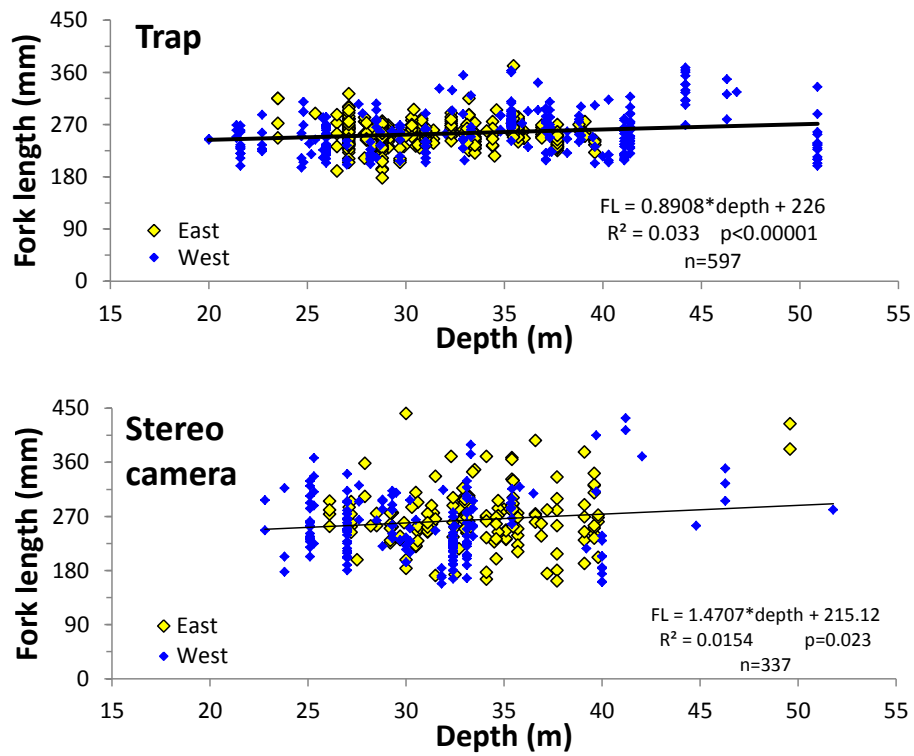 Trap
Fork length (mm)
450
360
270
180
90
0
East
West
FL = 0.8908*depth + 226
R² = 0.033 p<0.00001
n=597
15 20 25 30 35 40 45 50 55
Depth (m)
Stereo
camera
Fork length (mm)
450
360
270
180
90
0
East
West
FL = 1.4707*depth + 215.12
R² = 0.0154 p=0.023
n=337
15 20 25 30 35 40 45 50 55
Depth (m)